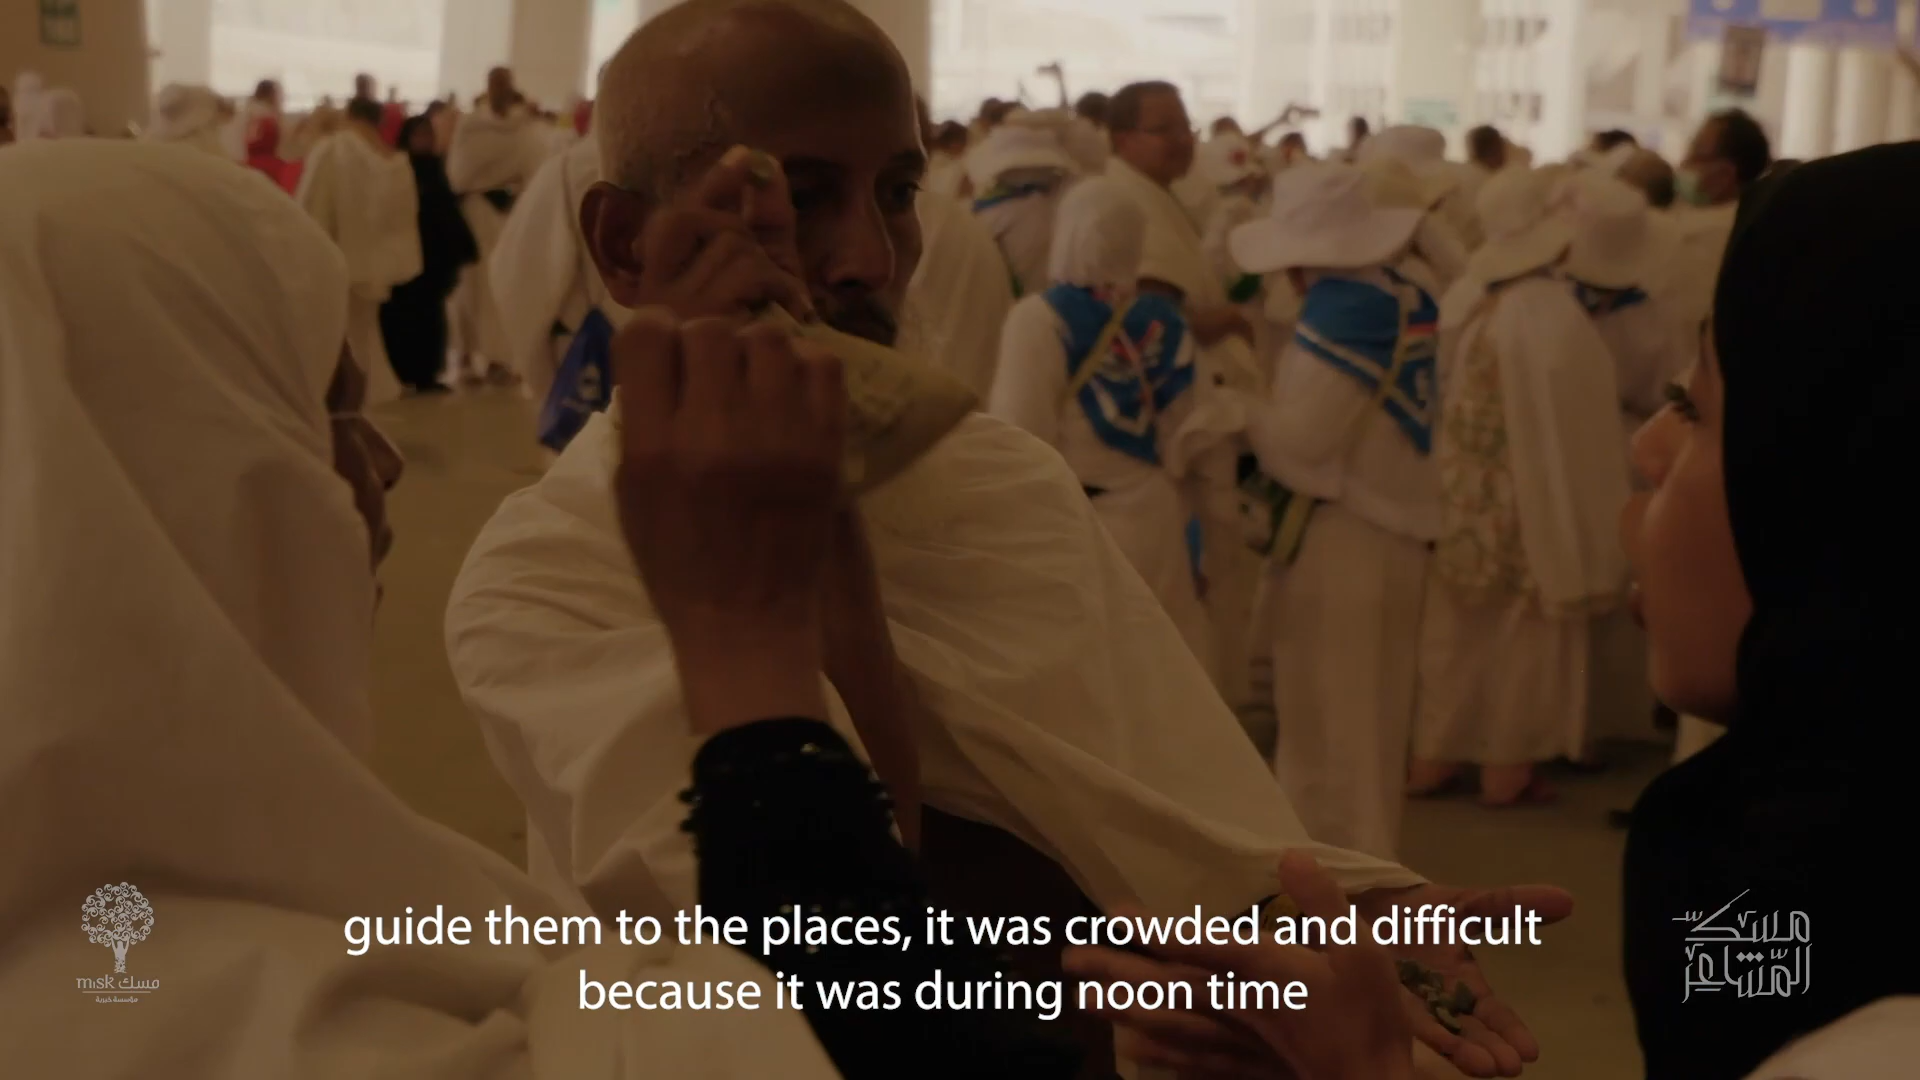 guide them to the places, it was crowded and difficult
because it was during noon time
misk مسك
مؤسسة خيرية
مسك
المشاعر